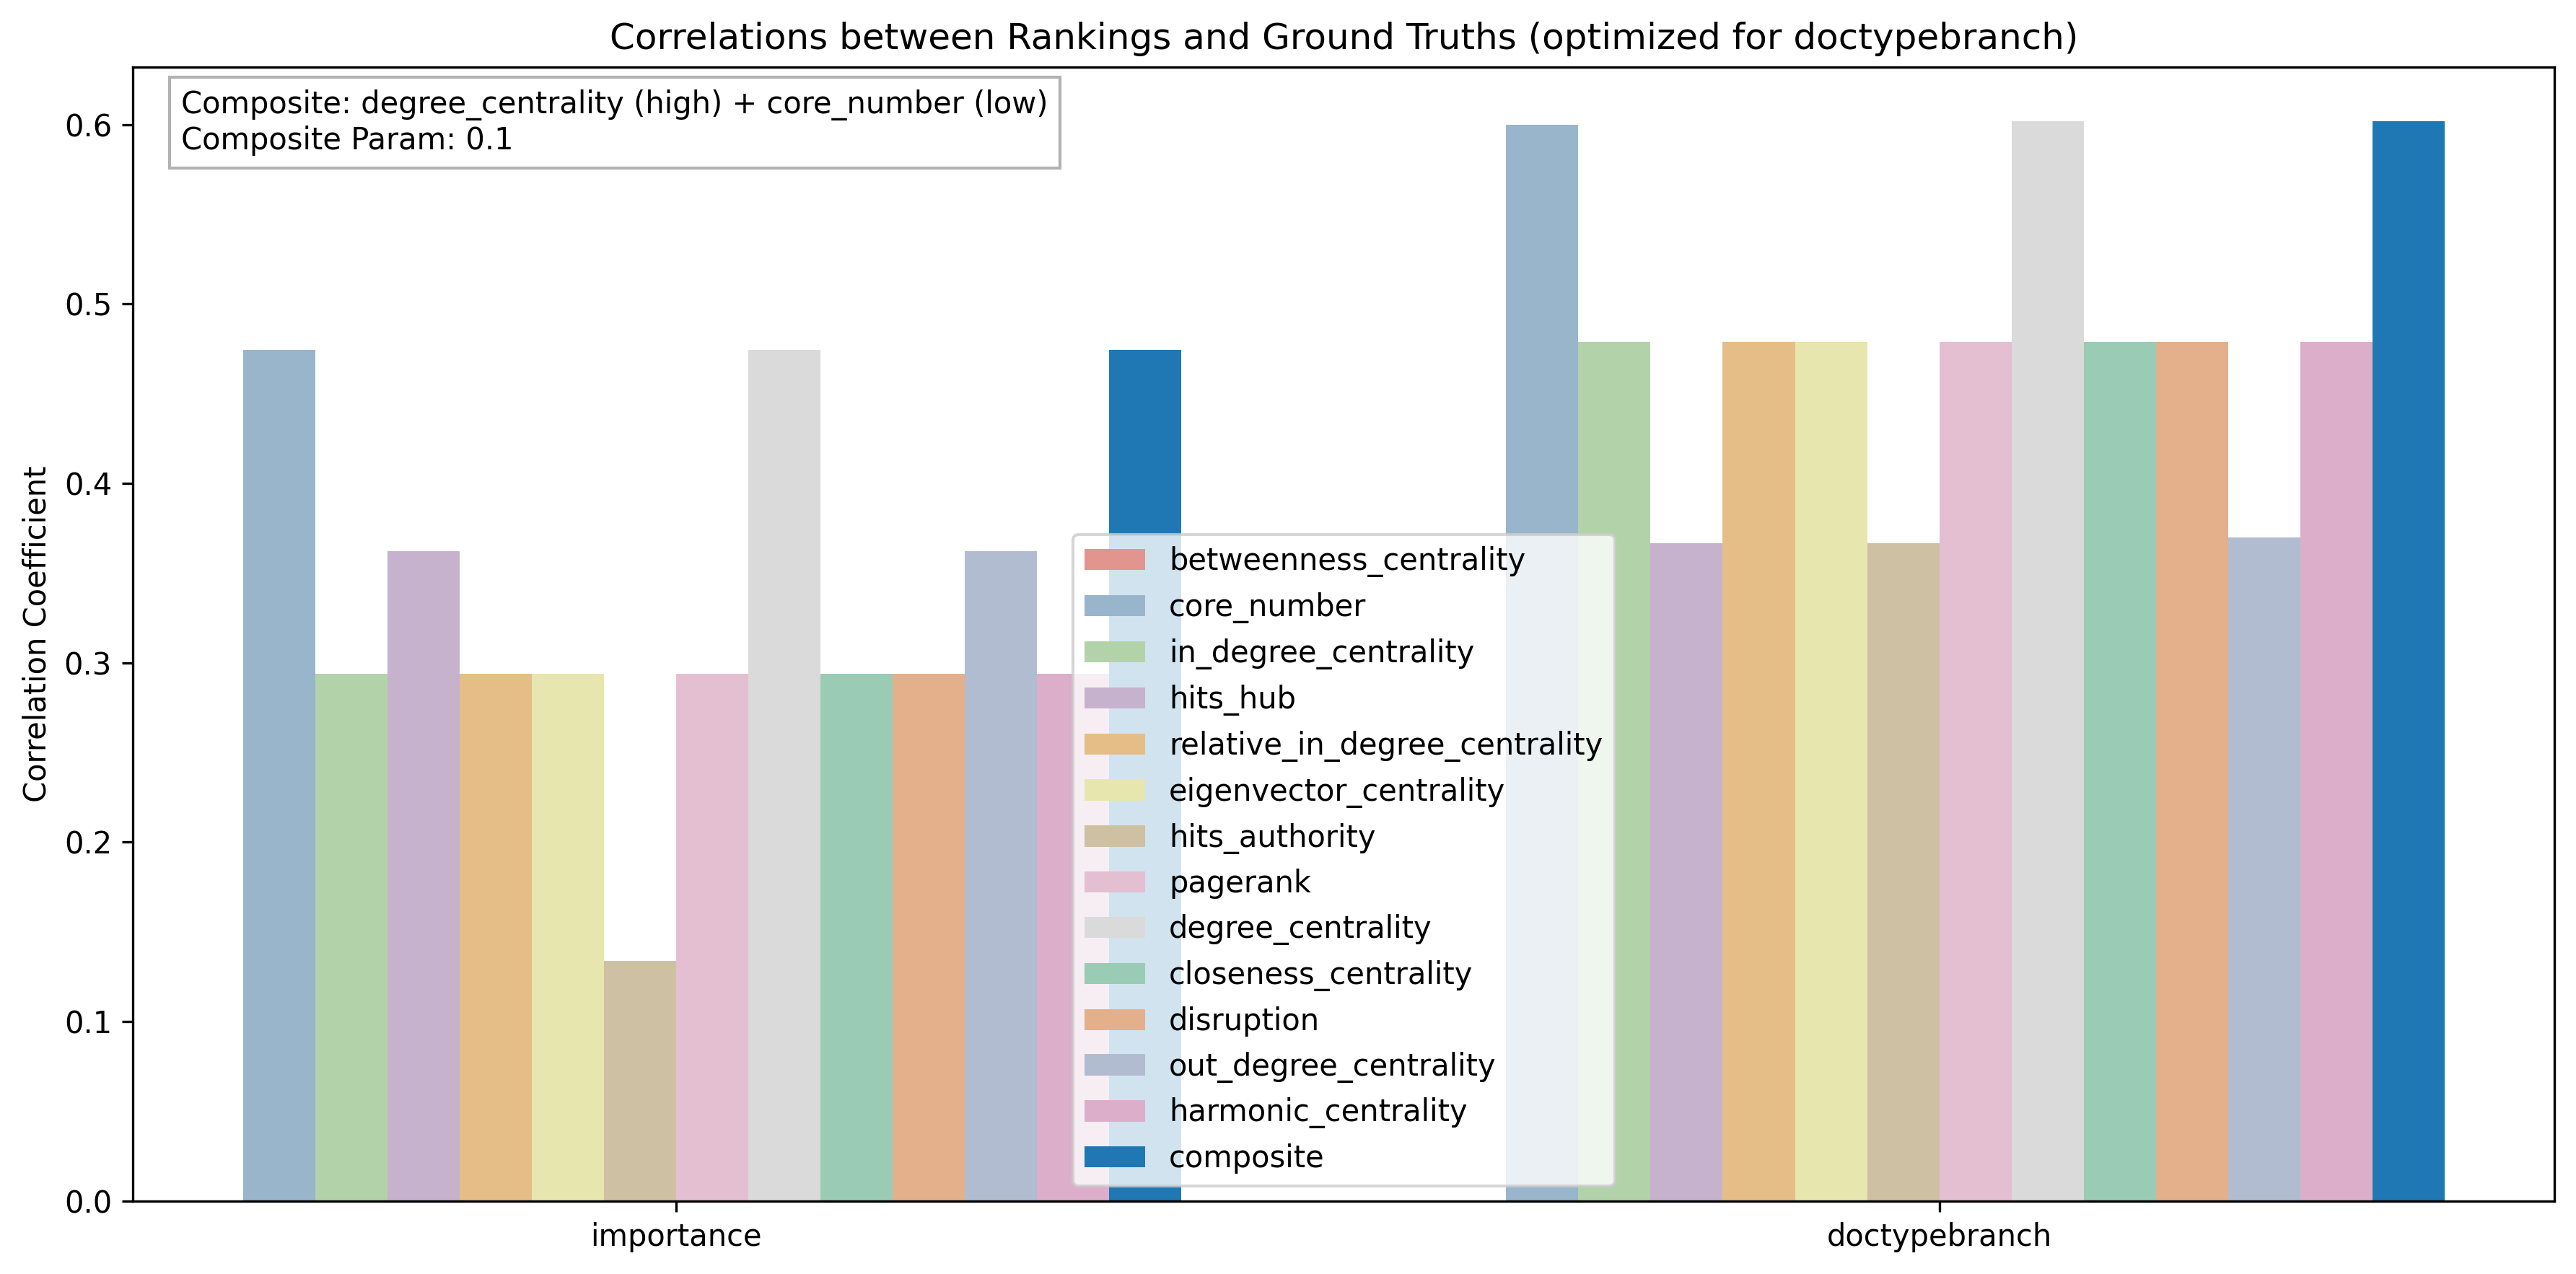 Correlations between Rankings and Ground Truths (optimized for doctypebranch)
Composite: degree_centrality (high) + core_number (low)
Composite Param: 0.1
Correlation Coefficient
0.6
0.5
0.4
0.3
0.2
0.1
0.0
betweenness_centrality
core_number
in_degree_centrality
hits_hub
relative_in_degree_centrality
eigenvector_centrality
hits_authority
pagerank
degree_centrality
closeness_centrality
disruption
out_degree_centrality
harmonic_centrality
composite
importance
doctypebranch